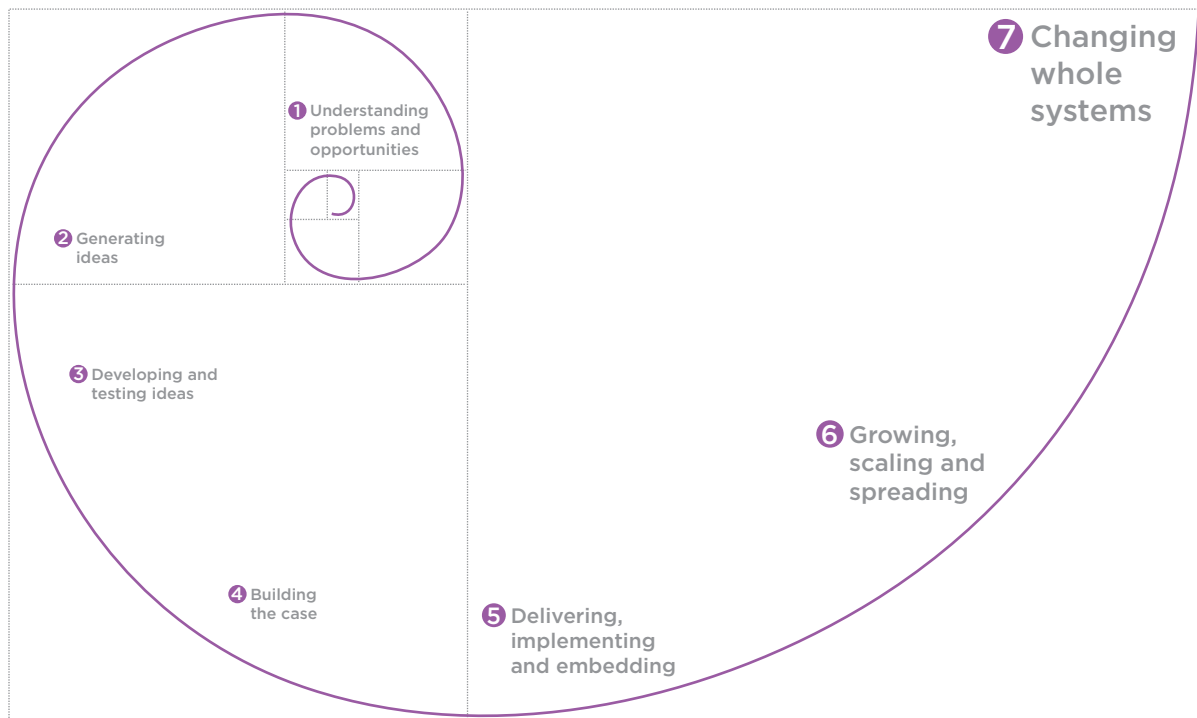 1 Understanding
problems and
opportunities
2 Generating
ideas
3 Developing and
testing ideas
4 Building
the case
5 Delivering,
implementing
and embedding
6 Growing,
scaling and
spreading
7 Changing
whole
systems